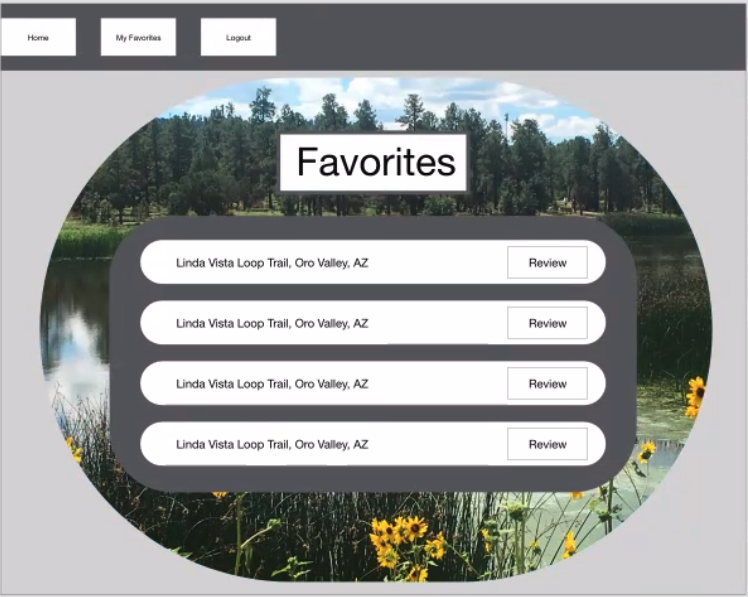 Home My Favorites Logout
Favorites
Linda Vista Loop Trail, Oro Valley, AZ Review
Linda Vista Loop Trail, Oro Valley, AZ Review
Linda Vista Loop Trail, Oro Valley, AZ Review
Linda Vista Loop Trail, Oro Valley, AZ Review